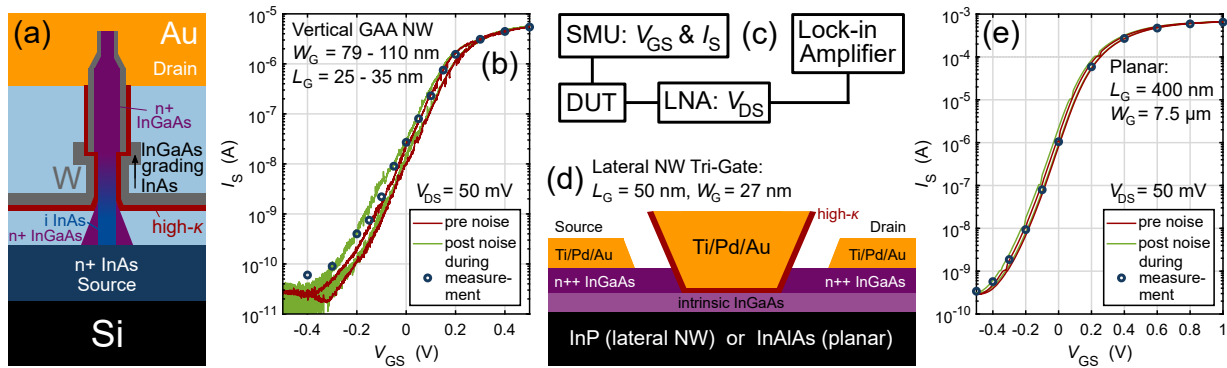 (a)
Au
Drain
n+
InGaAs
InGaAs
grading
InAs
W
i InAs
n+ InGaAs
high-κ
n+ InAs
Source
Si
(b)
Vertical GAA NW
W_G = 79 - 110 nm
L_G = 25 - 35 nm
I_S (A)
10^-5
10^-6
10^-7
10^-8
10^-9
10^-10
10^-11
V_DS = 50 mV
pre noise
post noise
during
measure-
ment
-0.4 -0.2 0 0.2 0.4
V_GS (V)
(c)
SMU: V_GS & I_S
Lock-in
Amplifier
DUT
LNA: V_DS
(d)
Lateral NW Tri-Gate:
L_G = 50 nm, W_G = 27 nm
high-κ
Source
Drain
Ti/Pd/Au
Ti/Pd/Au
Ti/Pd/Au
n++ InGaAs
n++ InGaAs
intrinsic InGaAs
InP (lateral NW) or InAlAs (planar)
(e)
Planar:
L_G = 400 nm
W_G = 7.5 µm
I_S (A)
10^-3
10^-4
10^-5
10^-6
10^-7
10^-8
10^-9
10^-10
V_DS = 50 mV
pre noise
post noise
during
measure-
ment
-0.4 -0.2 0 0.2 0.4 0.6 0.8 1
V_GS (V)